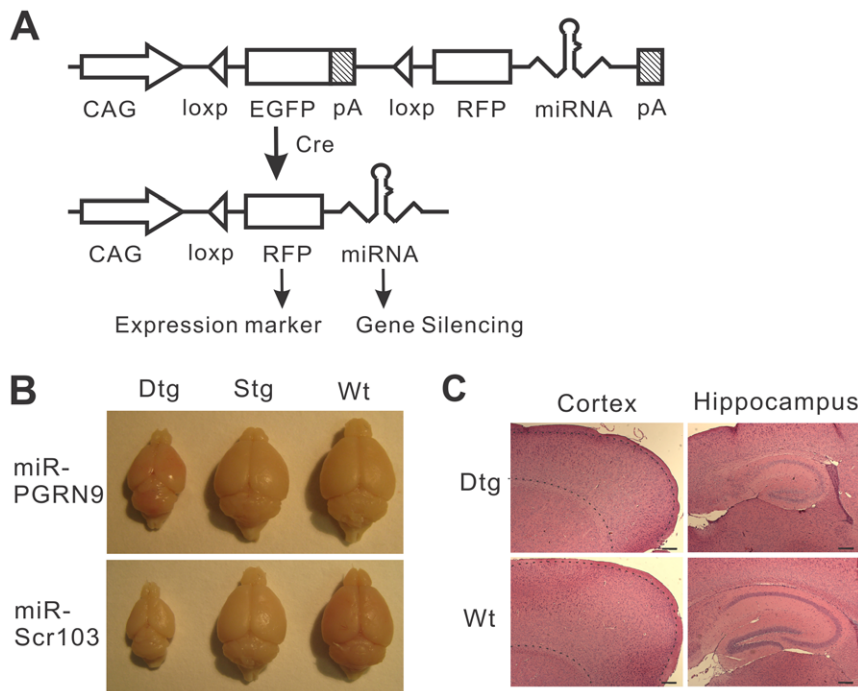 A
CAG loxp EGFP pA loxp RFP miRNA pA
Cre
CAG loxp RFP miRNA
Expression marker Gene Silencing
B
Dtg Stg Wt
miR-
PGRN9
miR-
Scr103
C
Cortex Hippocampus
Dtg
Wt